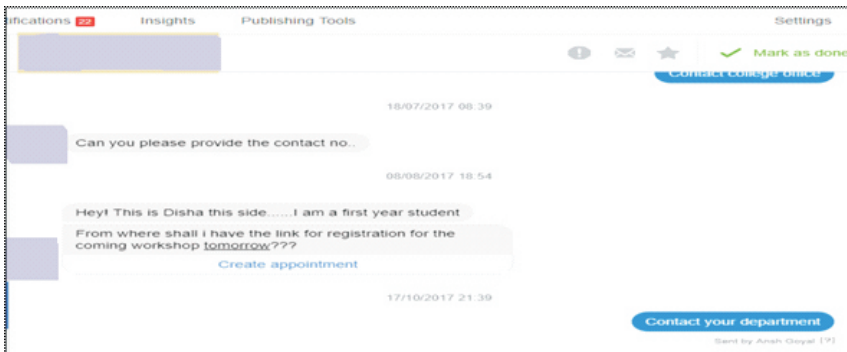 ifications 22 Insights Publishing Tools Settings
Mark as done
Contact college office
18/07/2017 08:39
Can you please provide the contact no..
08/08/2017 18:54
Hey! This is Disha this side......I am a first year student
From where shall i have the link for registration for the
coming workshop tomorrow???
Create appointment
17/10/2017 21:39
Contact your department
Sent by Ansh Goyal [?]